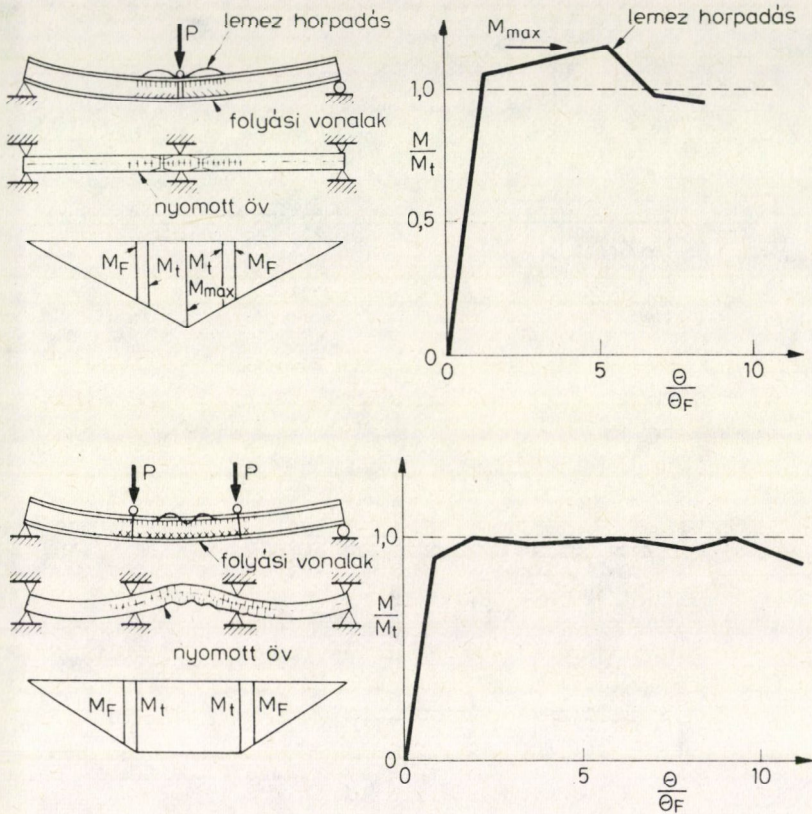 P
lemez horpadás
folyási vonalak
nyomott öv
M_F M_t M_t M_F
M_max
M_max
lemez horpadás
1,0
M/M_t
0,5
0
0 5 10
Θ/Θ_F
P P
folyási vonalak
nyomott öv
M_F M_t M_t M_F
1,0
M/M_t
0
0 5 10
Θ/Θ_F